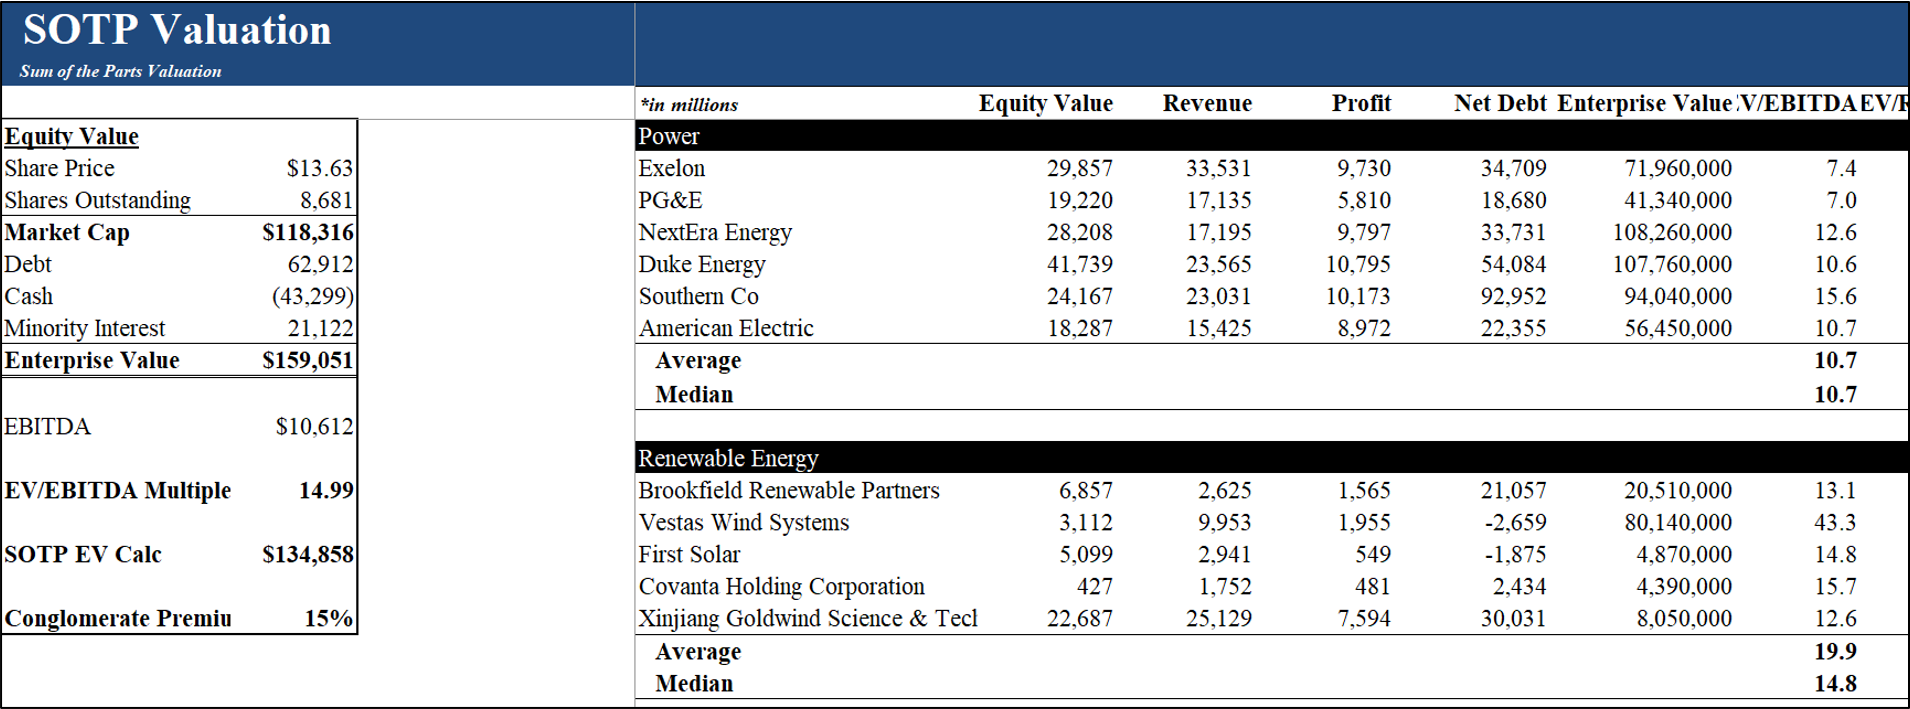 SOTP Valuation
Sum of the Parts Valuation
*in millions Equity Value Revenue Profit Net Debt Enterprise Value V/EBITDA EV/R
Equity Value Power
Share Price $13.63 Exelon 29,857 33,531 9,730 34,709 71,960,000 7.4
Shares Outstanding 8,681 PG&E 19,220 17,135 5,810 18,680 41,340,000 7.0
Market Cap $118,316 NextEra Energy 28,208 17,195 9,797 33,731 108,260,000 12.6
Debt 62,912 Duke Energy 41,739 23,565 10,795 54,084 107,760,000 10.6
Cash (43,299) Southern Co 24,167 23,031 10,173 92,952 94,040,000 15.6
Minority Interest 21,122 American Electric 18,287 15,425 8,972 22,355 56,450,000 10.7
Enterprise Value $159,051 Average 10.7
Median 10.7
EBITDA $10,612
Renewable Energy
EV/EBITDA Multiple 14.99 Brookfield Renewable Partners 6,857 2,625 1,565 21,057 20,510,000 13.1
Vestas Wind Systems 3,112 9,953 1,955 -2,659 80,140,000 43.3
SOTP EV Calc $134,858 First Solar 5,099 2,941 549 -1,875 4,870,000 14.8
Covanta Holding Corporation 427 1,752 481 2,434 4,390,000 15.7
Conglomerate Premiu 15% Xinjiang Goldwind Science & Tecl 22,687 25,129 7,594 30,031 8,050,000 12.6
Average 19.9
Median 14.8